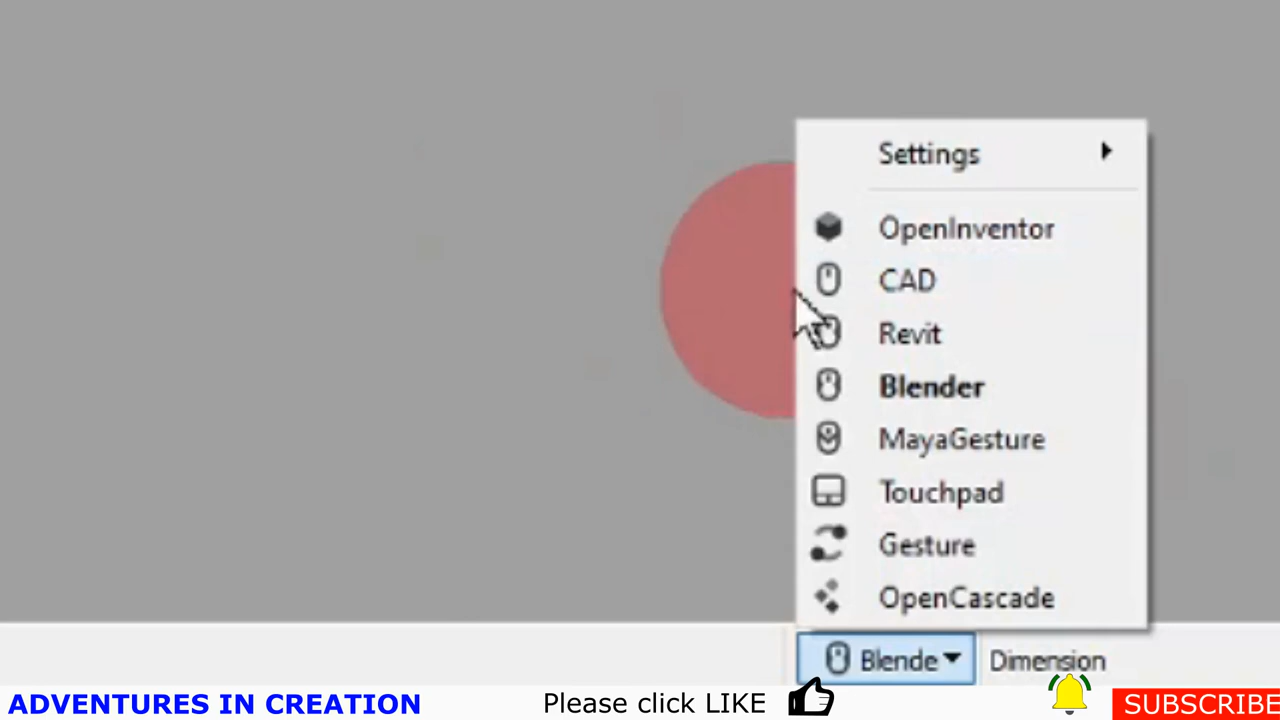 Settings
OpenInventor
CAD
Revit
Blender
MayaGesture
Touchpad
Gesture
OpenCascade
Blende Dimension
ADVENTURES IN CREATION Please click LIKE SUBSCRIBE